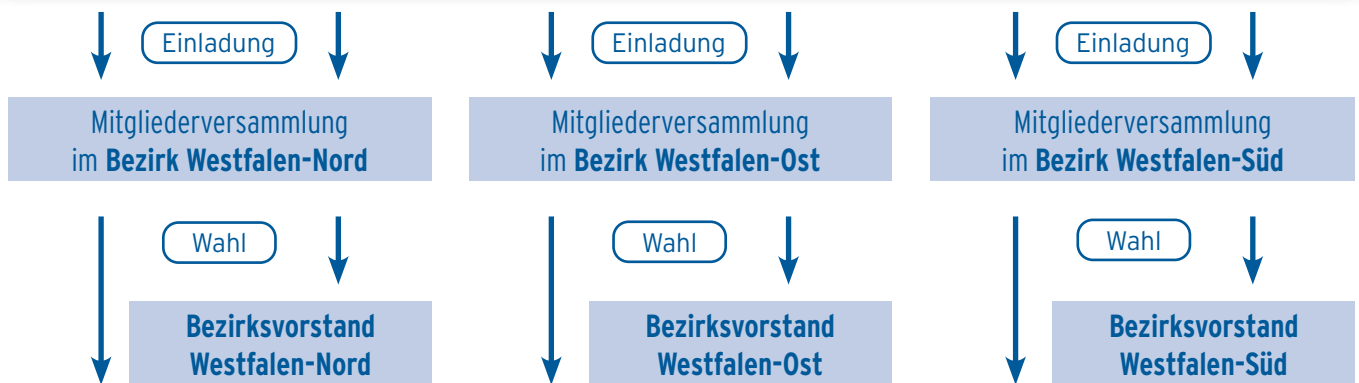 Einladung
Einladung
Einladung
Mitgliederversammlung
im Bezirk Westfalen-Nord
Mitgliederversammlung
im Bezirk Westfalen-Ost
Mitgliederversammlung
im Bezirk Westfalen-Süd
Wahl
Wahl
Wahl
Bezirksvorstand
Westfalen-Nord
Bezirksvorstand
Westfalen-Ost
Bezirksvorstand
Westfalen-Süd